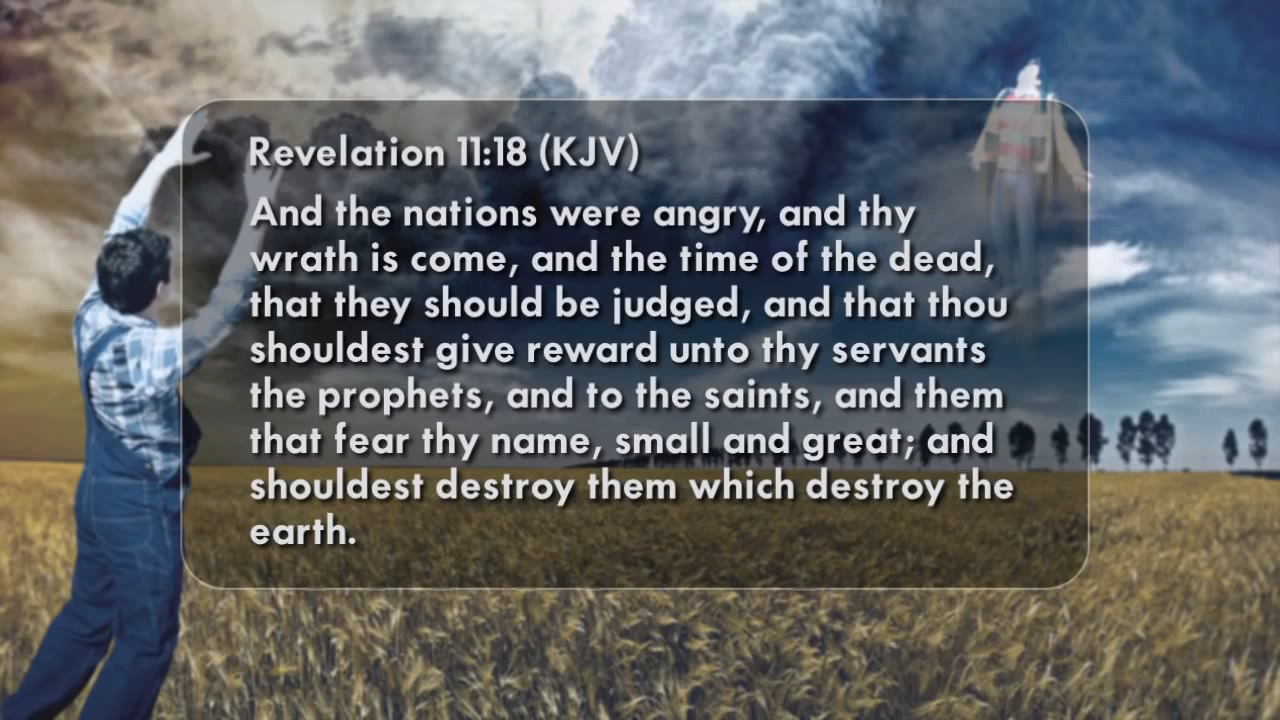 Revelation 11:18 (KJV)
And the nations were angry, and thy
wrath is come, and the time of the dead,
that they should be judged, and that thou
shouldest give reward unto thy servants
the prophets, and to the saints, and them
that fear thy name, small and great; and
shouldest destroy them which destroy the
earth.